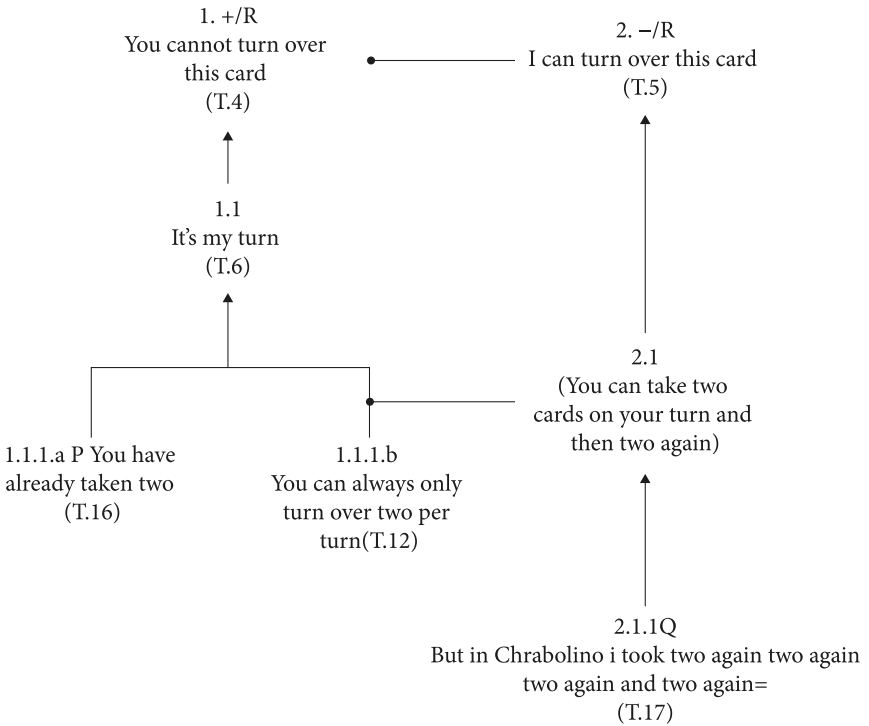 1. +/R
You cannot turn over
this card
(T.4)
2. −/R
I can turn over this card
(T.5)
1.1
It's my turn
(T.6)
2.1
(You can take two
cards on your turn and
then two again)
1.1.1.a P You have
already taken two
(T.16)
1.1.1.b
You can always only
turn over two per
turn(T.12)
2.1.1Q
But in Chrabolino i took two again two again
two again and two again=
(T.17)